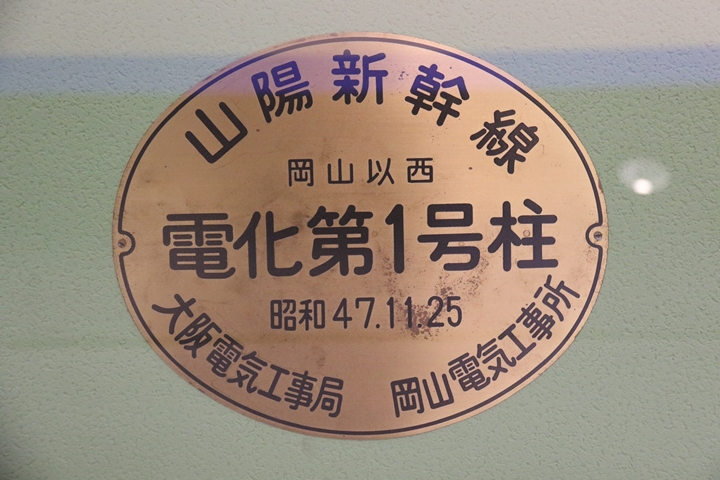 山陽新幹線
岡山以西
電化第1号柱
昭和47.11.25
大阪電気工事局 岡山電気工事所